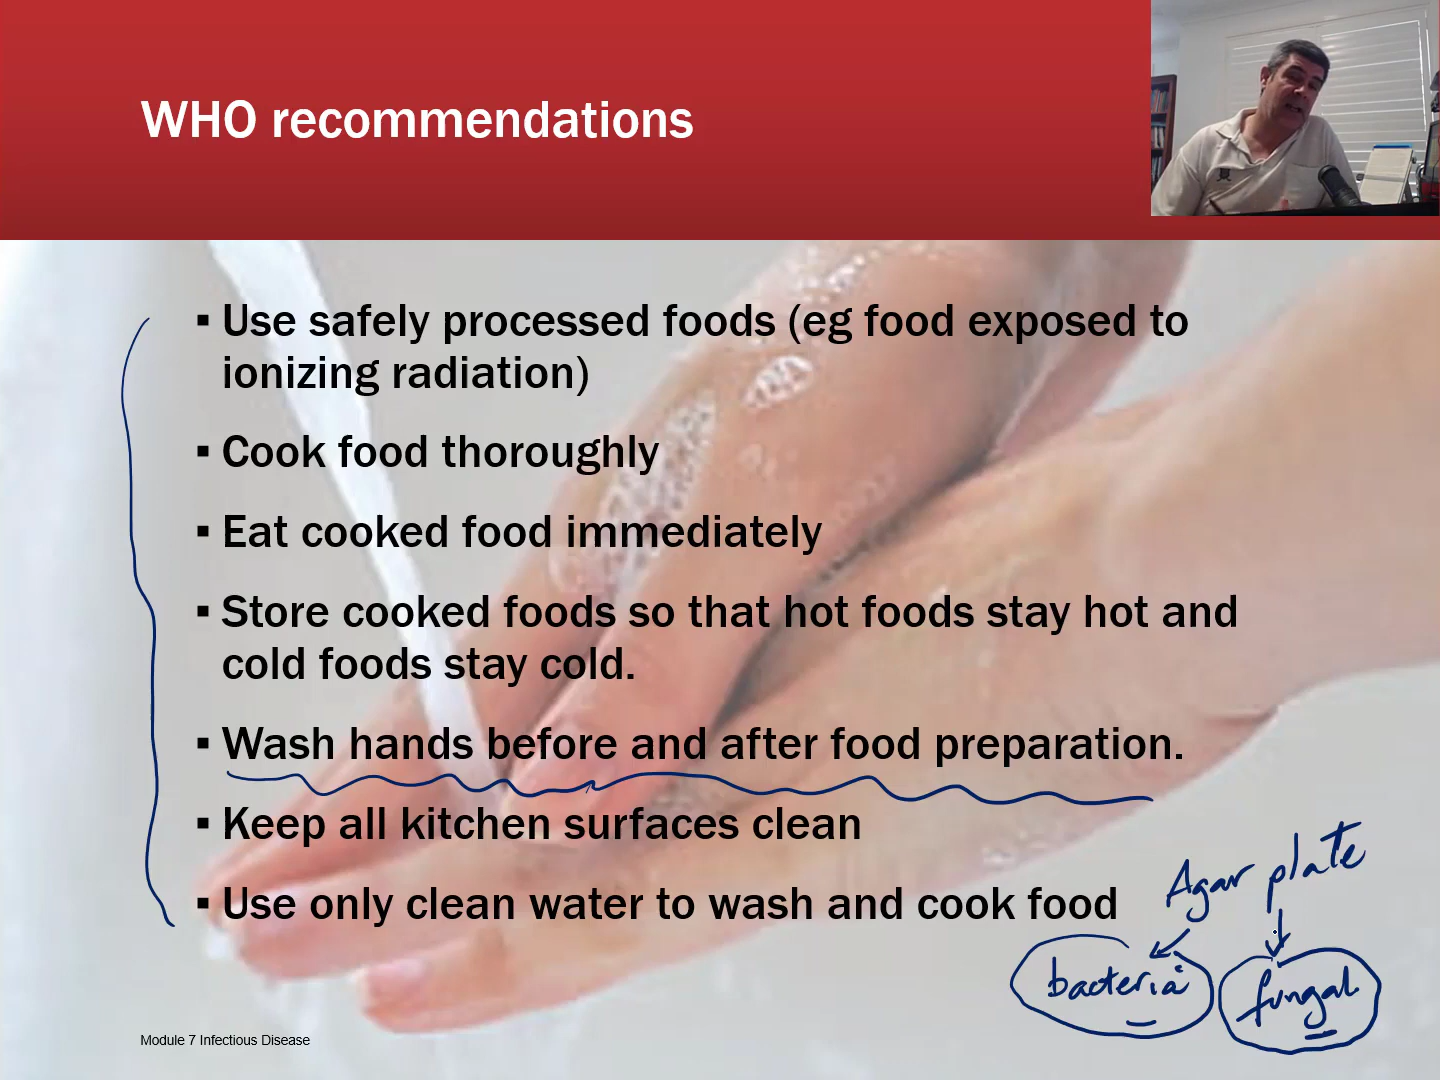 WHO recommendations
▪ Use safely processed foods (eg food exposed to
ionizing radiation)
▪ Cook food thoroughly
▪ Eat cooked food immediately
▪ Store cooked foods so that hot foods stay hot and
cold foods stay cold.
▪ Wash hands before and after food preparation.
▪ Keep all kitchen surfaces clean
▪ Use only clean water to wash and cook food
Agar plate
bacteria
fungal
Module 7 Infectious Disease